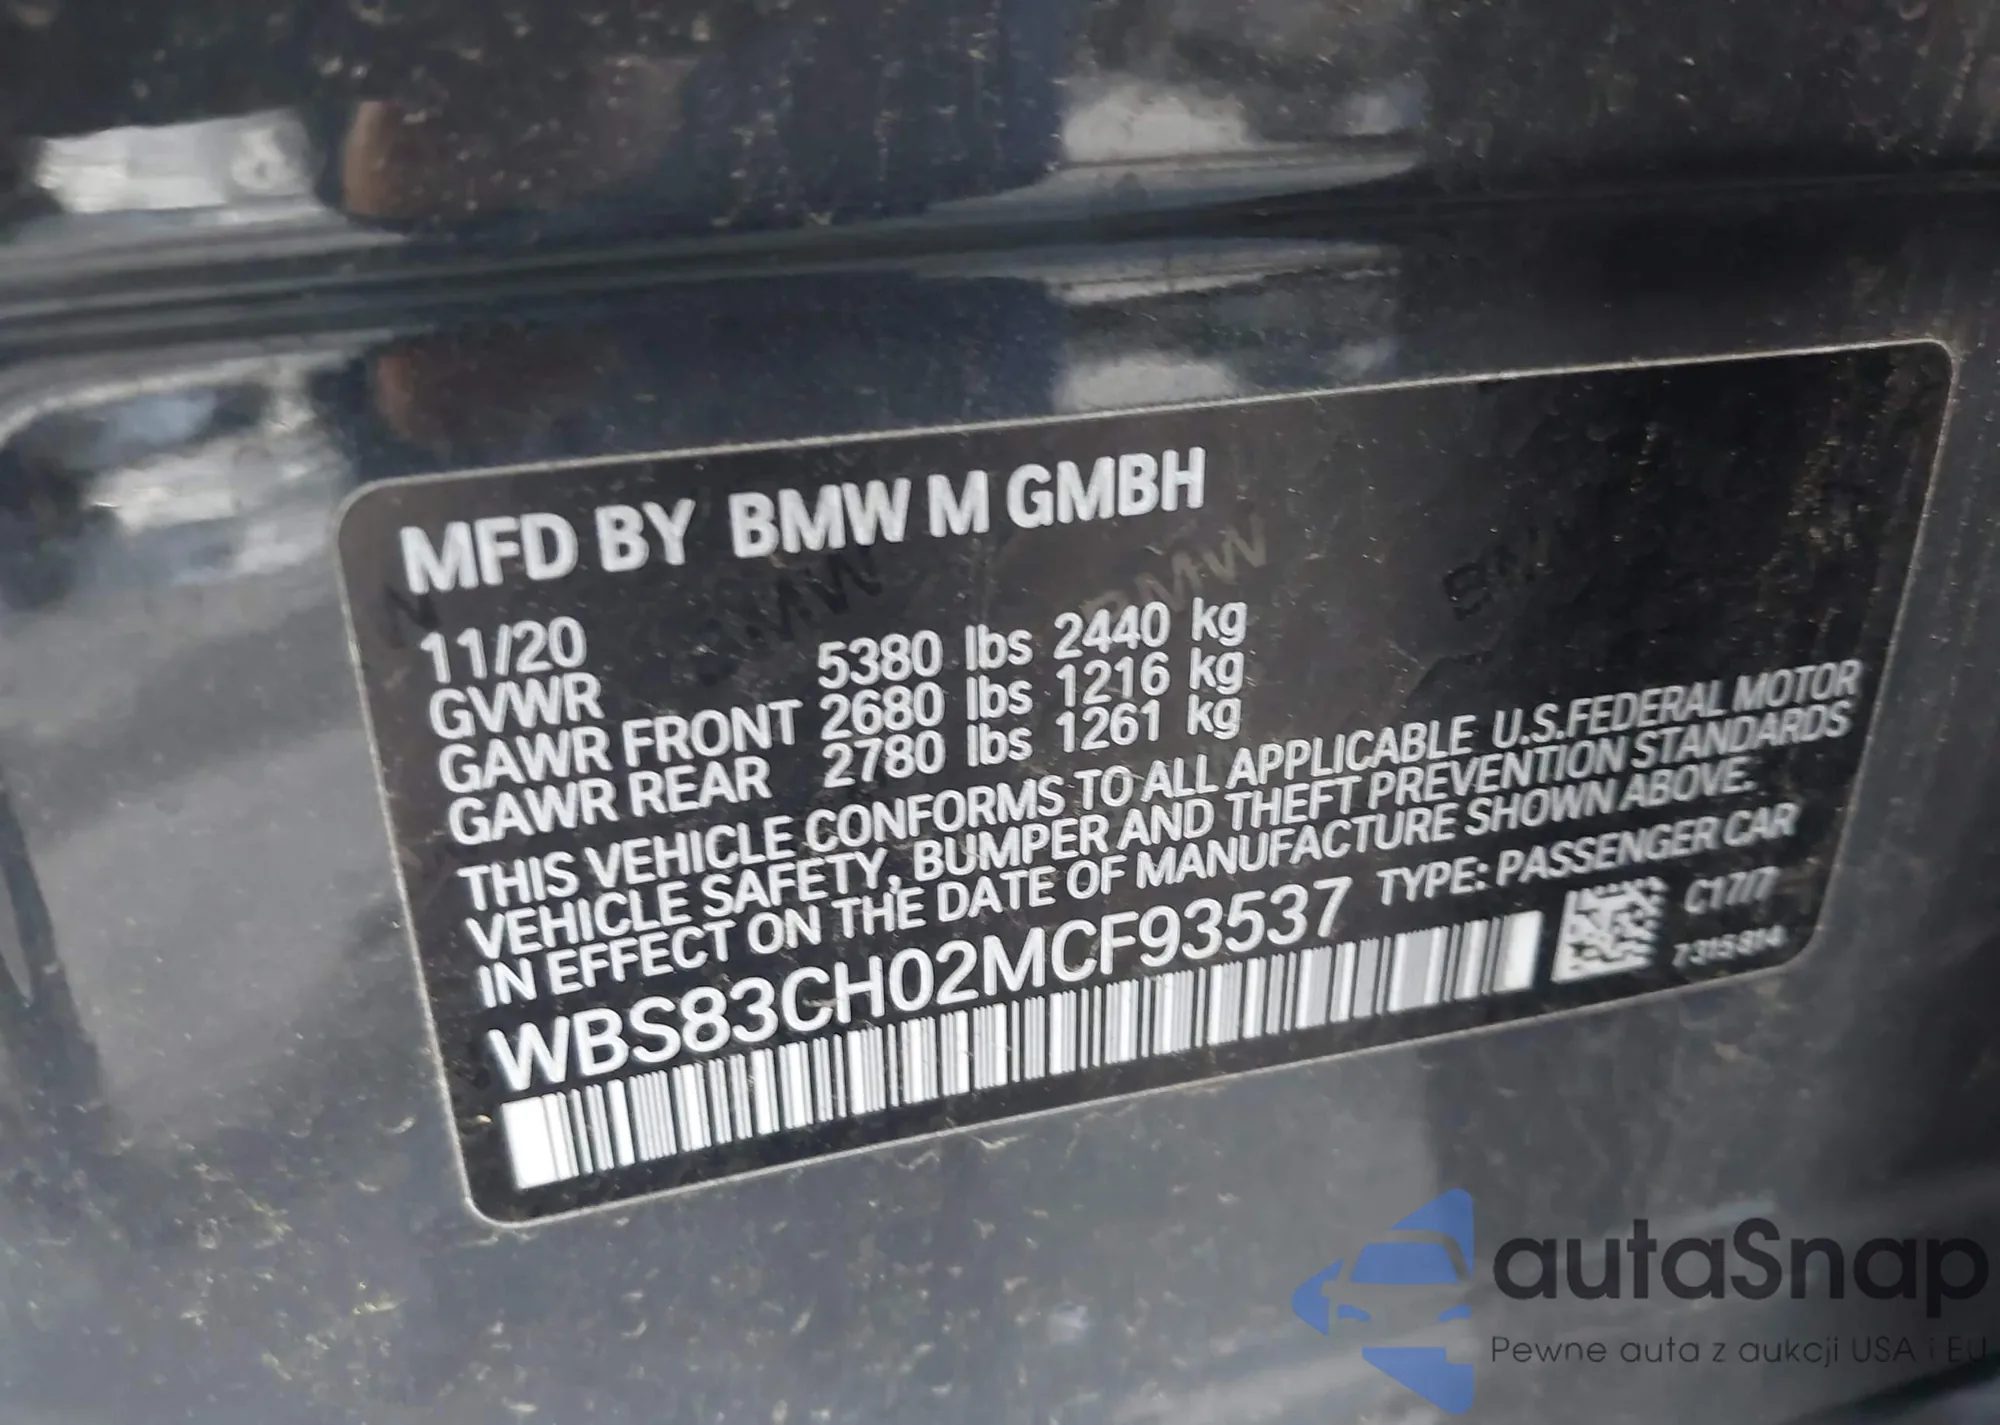 MFD BY BMW M GMBH
11/20
GVWR 5380 lbs 2440 kg
GAWR FRONT 2680 lbs 1216 kg
GAWR REAR 2780 lbs 1261 kg
THIS VEHICLE CONFORMS TO ALL APPLICABLE U.S.FEDERAL MOTOR
VEHICLE SAFETY, BUMPER AND THEFT PREVENTION STANDARDS
IN EFFECT ON THE DATE OF MANUFACTURE SHOWN ABOVE.
WBS83CH02MCF93537 TYPE: PASSENGER CAR
C17/7
7315814
autaSnap
Pewne auta z aukcji USA i EU